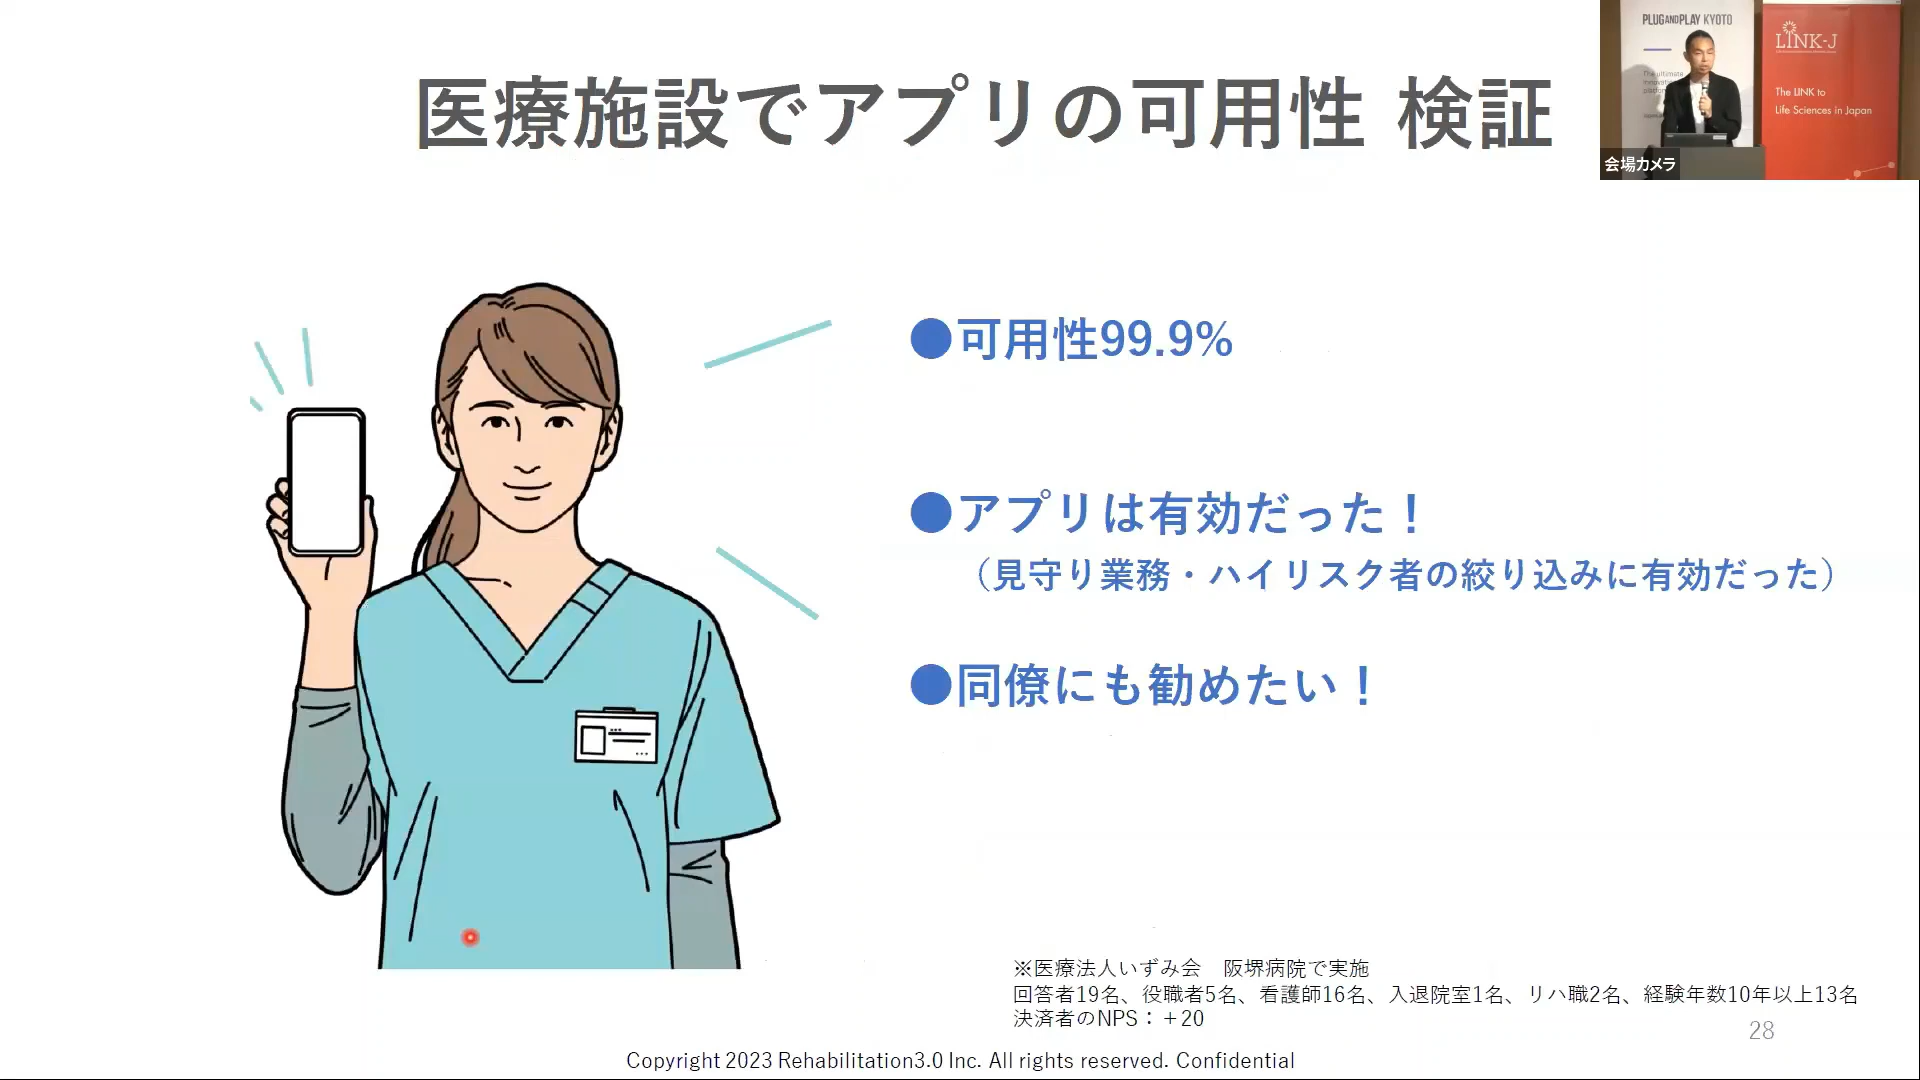 医療施設でアプリの可用性 検証
PLUGANDPLAY KYOTO
The ultimate
LINK-J
The LINK to
Life Sciences in Japan
会場カメラ
●可用性99.9%
●アプリは有効だった！
（見守り業務・ハイリスク者の絞り込みに有効だった）
●同僚にも勧めたい！
※医療法人いずみ会　阪堺病院で実施
回答者19名、役職者5名、看護師16名、入退院室1名、リハ職2名、経験年数10年以上13名
決済者のNPS：＋20
28
Copyright 2023 Rehabilitation3.0 Inc. All rights reserved. Confidential